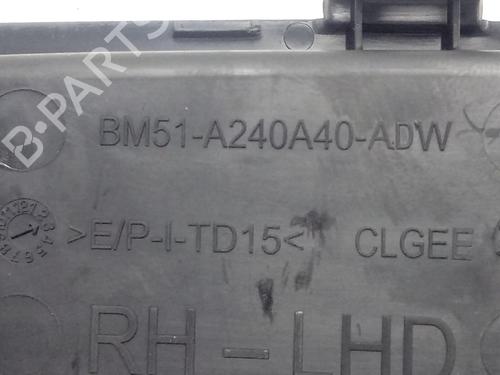 B-PARTS
BM51-A240A40-ADW
>E/P-I-TD15< CLGEE
RH-LHD